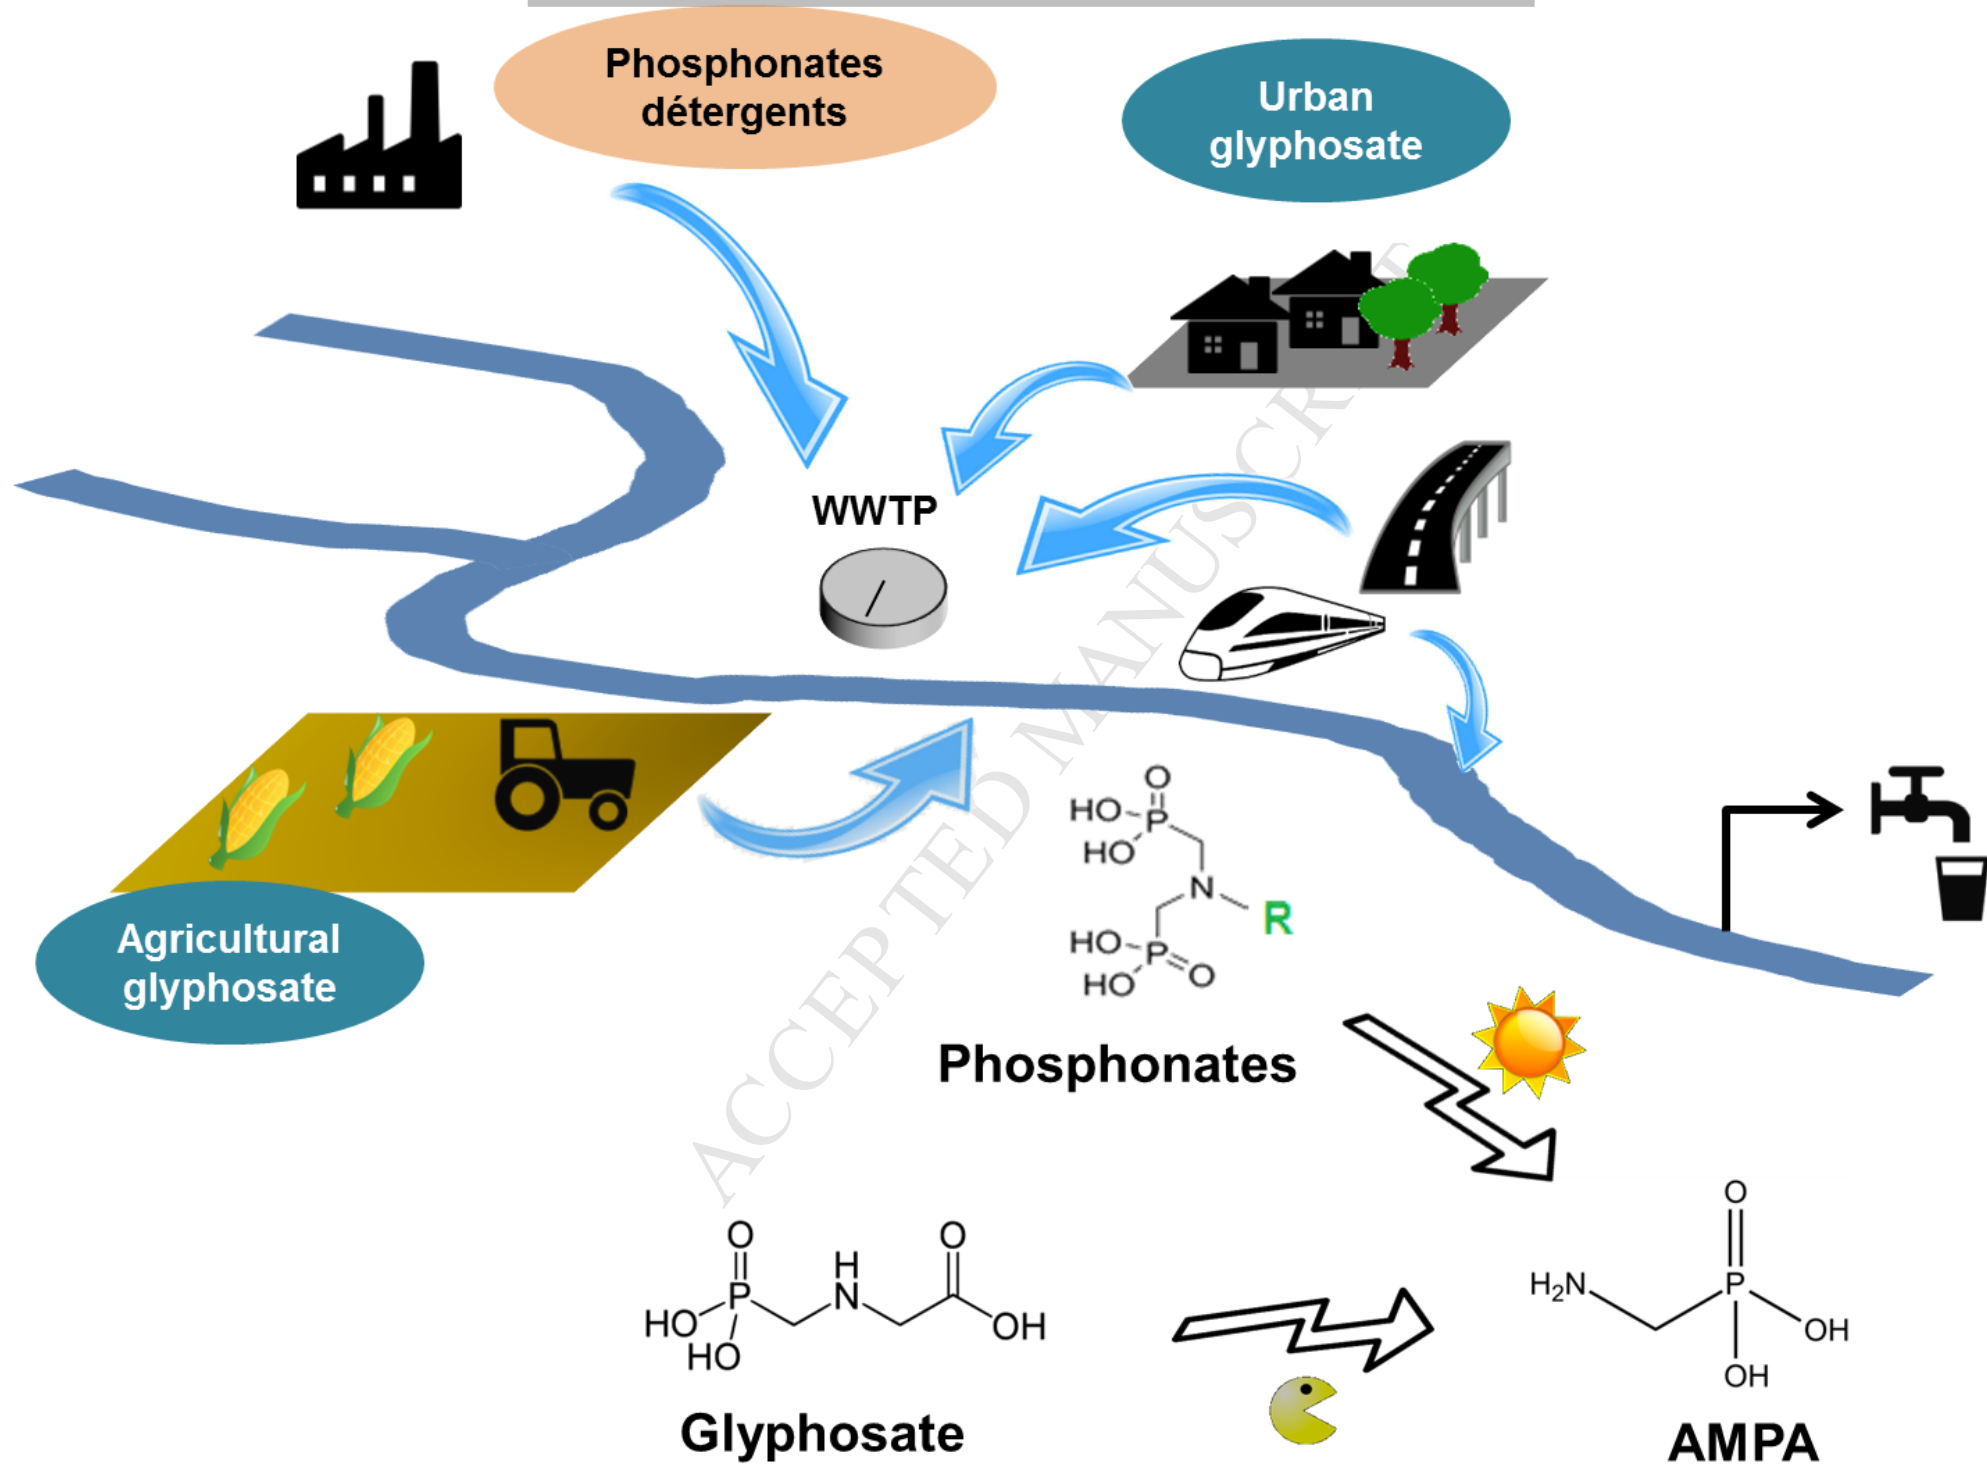 Phosphonates
détergents
Urban
glyphosate
WWTP
Agricultural
glyphosate
O
HO
P
HO
N
R
HO
P
O
HO
Phosphonates
O
H
O
P
N
HO
OH
HO
Glyphosate
O
H₂N
P
OH
OH
AMPA
ACCEPTED MANUSCRIPT